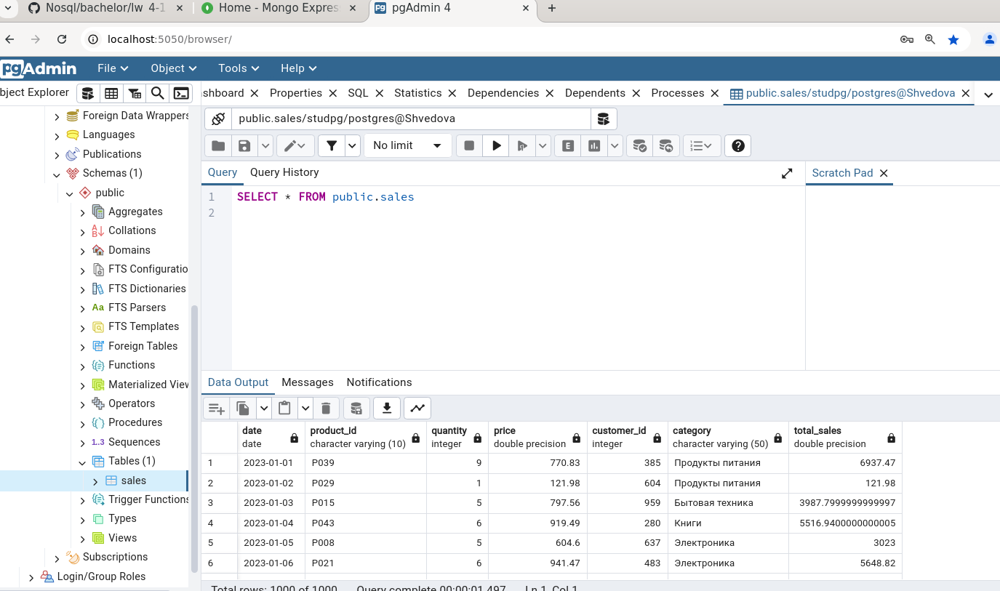 Nosql/bachelor/lw 4-1
Home - Mongo Expres
pgAdmin 4
localhost:5050/browser/
pgAdmin
File
Object
Tools
Help
bject Explorer
shboard
Properties
SQL
Statistics
Dependencies
Dependents
Processes
public.sales/studpg/postgres@Shvedova
public.sales/studpg/postgres@Shvedova
No limit
E
Query
Query History
Scratch Pad
1 SELECT * FROM public.sales
2
Foreign Data Wrappers
Languages
Publications
Schemas (1)
public
Aggregates
Collations
Domains
FTS Configuratio
FTS Dictionaries
Aa FTS Parsers
FTS Templates
Foreign Tables
Functions
Materialized View
Operators
Procedures
1..3 Sequences
Tables (1)
sales
Trigger Functions
Types
Views
Subscriptions
Login/Group Roles
Data Output
Messages
Notifications
date product_id quantity price customer_id category total_sales
date character varying (10) integer double precision integer character varying (50) double precision
1 2023-01-01 P039 9 770.83 385 Продукты питания 6937.47
2 2023-01-02 P029 1 121.98 604 Продукты питания 121.98
3 2023-01-03 P015 5 797.56 959 Бытовая техника 3987.7999999999997
4 2023-01-04 P043 6 919.49 280 Книги 5516.9400000000005
5 2023-01-05 P008 5 604.6 637 Электроника 3023
6 2023-01-06 P021 6 941.47 483 Электроника 5648.82
Total rows: 1000 of 1000
Query complete 00:00:01.497
Ln 1, Col 1